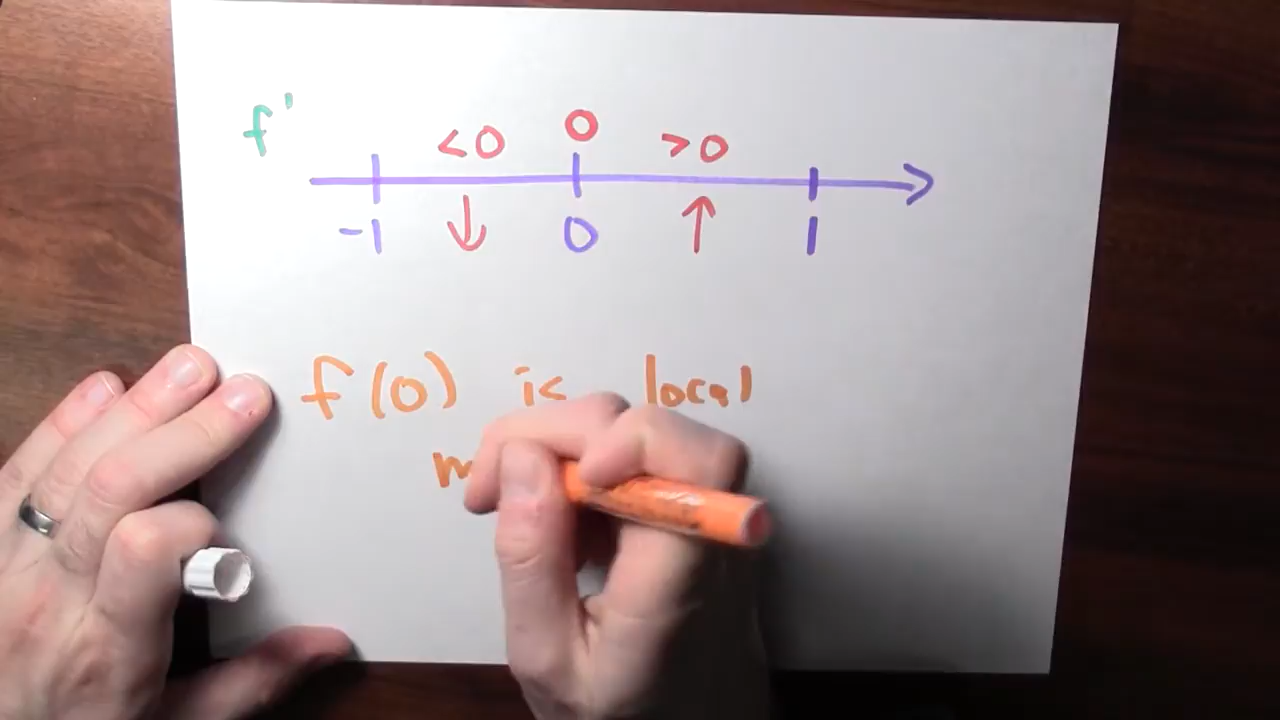 f'
<0 0 >0
-1 ↓ 0 ↑ 1
f(0) is local